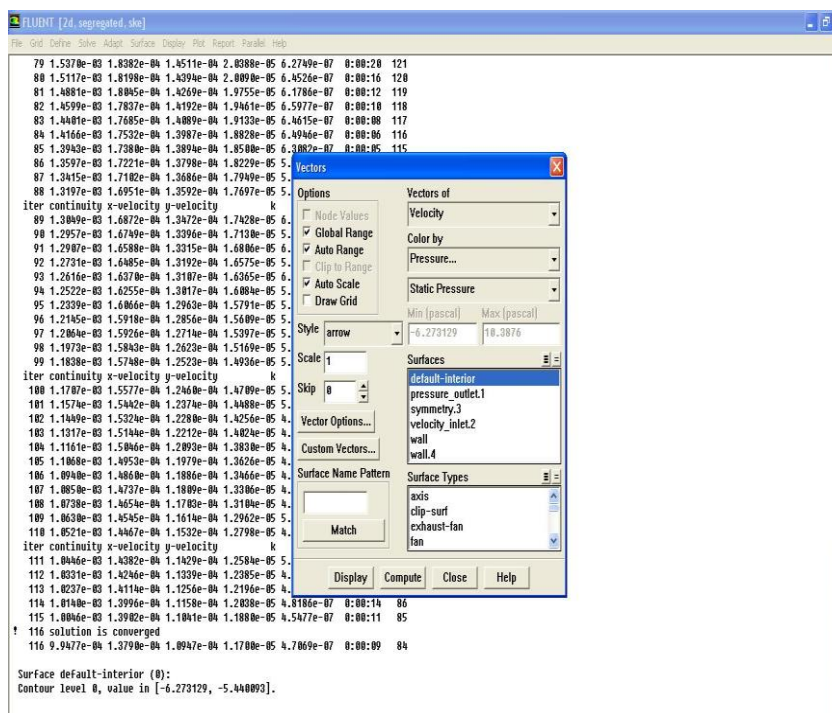 FLUENT [2d, segregated, ske]
File Grid Define Solve Adapt Surface Display Plot Report Parallel Help
79 1.5370e-03 1.8382e-04 1.4511e-04 2.0388e-05 6.2749e-07 0:00:20 121
80 1.5117e-03 1.8198e-04 1.4394e-04 2.0090e-05 6.4526e-07 0:00:16 120
81 1.4881e-03 1.8045e-04 1.4269e-04 1.9755e-05 6.1786e-07 0:00:12 119
82 1.4599e-03 1.7837e-04 1.4192e-04 1.9461e-05 6.5977e-07 0:00:10 118
83 1.4401e-03 1.7685e-04 1.4089e-04 1.9133e-05 6.4615e-07 0:00:08 117
84 1.4166e-03 1.7532e-04 1.3987e-04 1.8828e-05 6.4946e-07 0:00:06 116
85 1.3943e-03 1.7380e-04 1.3894e-04 1.8500e-05 6.3082e-07 0:00:05 115
86 1.3597e-03 1.7221e-04 1.3798e-04 1.8229e-05 5.
87 1.3415e-03 1.7102e-04 1.3686e-04 1.7949e-05 5.
88 1.3197e-03 1.6951e-04 1.3592e-04 1.7697e-05 5.
iter continuity x-velocity y-velocity k
89 1.3049e-03 1.6872e-04 1.3472e-04 1.7428e-05 6.
90 1.2957e-03 1.6749e-04 1.3396e-04 1.7130e-05 5.
91 1.2907e-03 1.6588e-04 1.3315e-04 1.6806e-05 6.
92 1.2731e-03 1.6485e-04 1.3192e-04 1.6575e-05 5.
93 1.2616e-03 1.6370e-04 1.3107e-04 1.6365e-05 6.
94 1.2522e-03 1.6255e-04 1.3017e-04 1.6084e-05 5.
95 1.2339e-03 1.6066e-04 1.2963e-04 1.5791e-05 5.
96 1.2145e-03 1.5918e-04 1.2856e-04 1.5609e-05 5.
97 1.2064e-03 1.5926e-04 1.2714e-04 1.5397e-05 5.
98 1.1973e-03 1.5843e-04 1.2623e-04 1.5169e-05 5.
99 1.1838e-03 1.5748e-04 1.2523e-04 1.4936e-05 5.
iter continuity x-velocity y-velocity k
100 1.1707e-03 1.5577e-04 1.2460e-04 1.4709e-05 5.
101 1.1574e-03 1.5442e-04 1.2374e-04 1.4488e-05 5.
102 1.1449e-03 1.5324e-04 1.2280e-04 1.4256e-05 4.
103 1.1317e-03 1.5144e-04 1.2212e-04 1.4024e-05 4.
104 1.1161e-03 1.5046e-04 1.2093e-04 1.3830e-05 4.
105 1.1068e-03 1.4953e-04 1.1979e-04 1.3626e-05 4.
106 1.0940e-03 1.4860e-04 1.1886e-04 1.3466e-05 4.
107 1.0850e-03 1.4737e-04 1.1809e-04 1.3306e-05 4.
108 1.0738e-03 1.4654e-04 1.1703e-04 1.3104e-05 4.
109 1.0630e-03 1.4545e-04 1.1614e-04 1.2962e-05 5.
110 1.0521e-03 1.4467e-04 1.1532e-04 1.2798e-05 4.
iter continuity x-velocity y-velocity k
111 1.0446e-03 1.4382e-04 1.1429e-04 1.2584e-05 5.
112 1.0331e-03 1.4246e-04 1.1339e-04 1.2385e-05 4.
113 1.0237e-03 1.4114e-04 1.1256e-04 1.2196e-05 4.
114 1.0140e-03 1.3996e-04 1.1158e-04 1.2038e-05 4.8186e-07 0:00:14 86
115 1.0046e-03 1.3902e-04 1.1041e-04 1.1880e-05 4.5477e-07 0:00:11 85
! 116 solution is converged
116 9.9477e-04 1.3790e-04 1.0947e-04 1.1700e-05 4.7069e-07 0:00:09 84
Surface default-interior (0):
Contour level 0, value in [-6.273129, -5.440093].
Vectors
Options
Node Values
Global Range
Auto Range
Clip to Range
Auto Scale
Draw Grid
Style arrow
Scale 1
Skip 0
Vector Options...
Custom Vectors...
Surface Name Pattern
Match
Vectors of
Velocity
Color by
Pressure...
Static Pressure
Min (pascal) Max (pascal)
-6.273129 10.3876
Surfaces
default-interior
pressure_outlet.1
symmetry.3
velocity_inlet.2
wall
wall.4
Surface Types
axis
clip-surf
exhaust-fan
fan
Display Compute Close Help